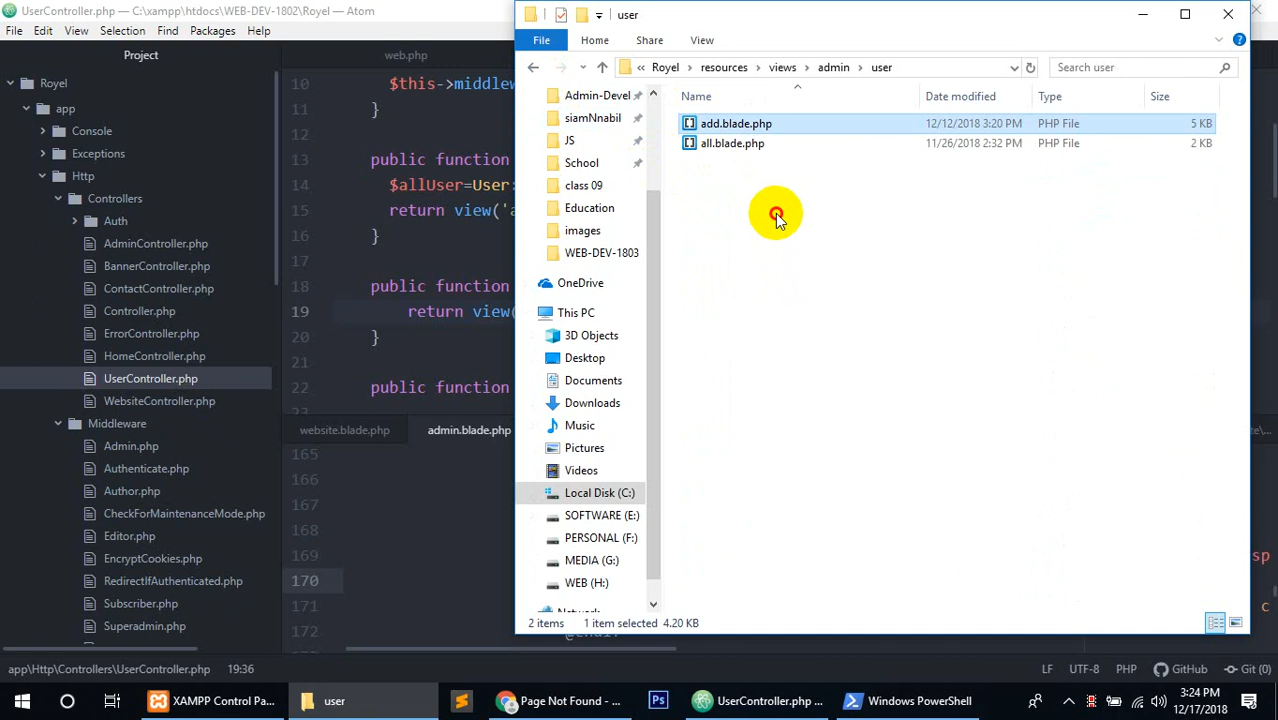 UserController.php — C:\xampp\htdocs\WEB-DEV-1802\Royel — Atom
File Edit View Selection Find Packages Help
Project
Royel
app
Console
Exceptions
Http
Controllers
Auth
AdminController.php
BannerController.php
ContactController.php
Controller.php
ErrorController.php
HomeController.php
UserController.php
WebsiteController.php
Middleware
Admin.php
Authenticate.php
Author.php
CheckForMaintenanceMode.php
Editor.php
EncryptCookies.php
RedirectIfAuthenticated.php
Subscriber.php
Superadmin.php
web.php
10 $this->middlew
11 }
12
13 public function
14 $allUser=User:
15 return view('a
16 }
17
18 public function
19 return view(
20 }
21
22 public function
website.blade.php admin.blade.php
165
166
167
168
169
170
171
172
sp
c
user
File Home Share View
« Royel > resources > views > admin > user
Search user
Name Date modified Type Size
add.blade.php 12/12/2018 3:20 PM PHP File 5 KB
all.blade.php 11/26/2018 2:32 PM PHP File 2 KB
Admin-Devel
siamNnabil
JS
School
class 09
Education
images
WEB-DEV-1803
OneDrive
This PC
3D Objects
Desktop
Documents
Downloads
Music
Pictures
Videos
Local Disk (C:)
SOFTWARE (E:)
PERSONAL (F:)
MEDIA (G:)
WEB (H:)
Network
2 items 1 item selected 4.20 KB
app\Http\Controllers\UserController.php 19:36 LF UTF-8 PHP GitHub Git (0)
XAMPP Control Pa... user Page Not Found - ... Ps UserController.php ... Windows PowerShell
3:24 PM
12/17/2018